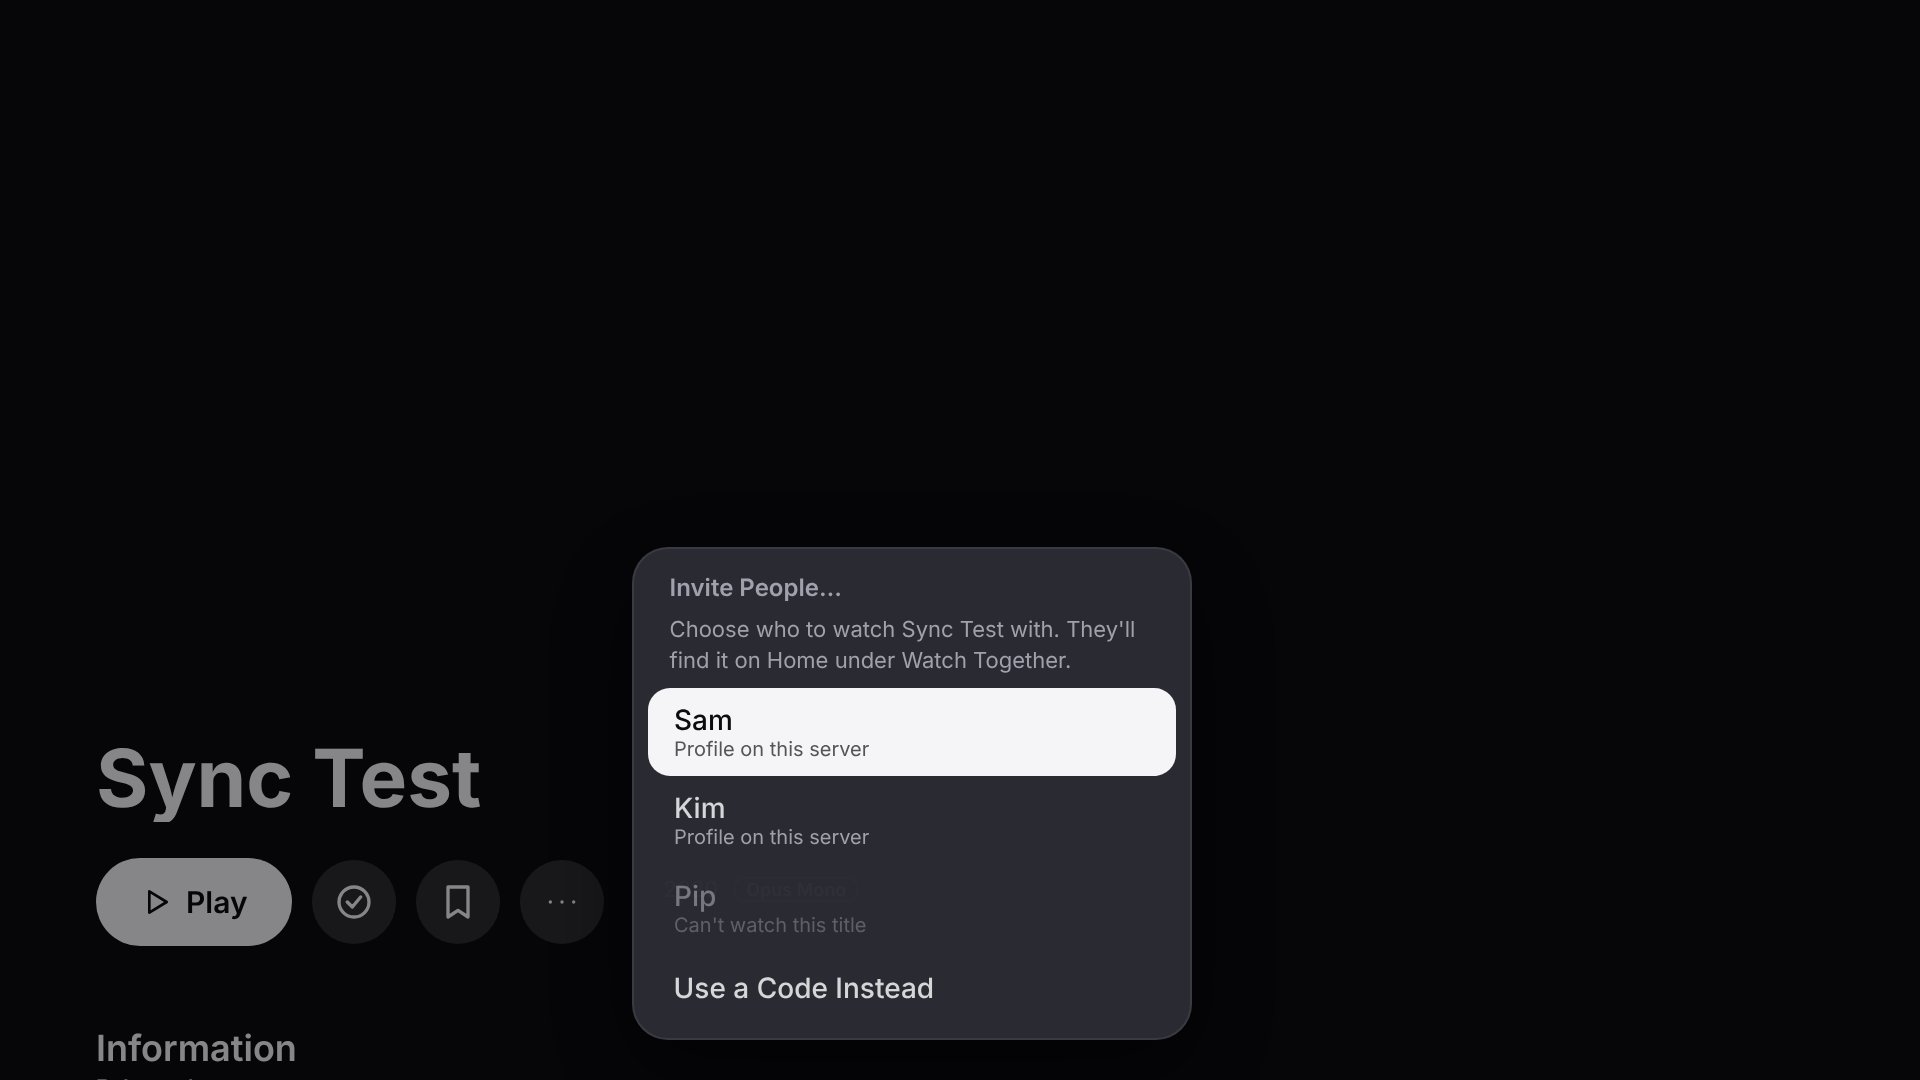 Invite People...
Choose who to watch Sync Test with. They'll
find it on Home under Watch Together.
Sam
Profile on this server
Kim
Profile on this server
Pip
Opus Mono
Can't watch this title
Use a Code Instead
Sync Test
Play
Information